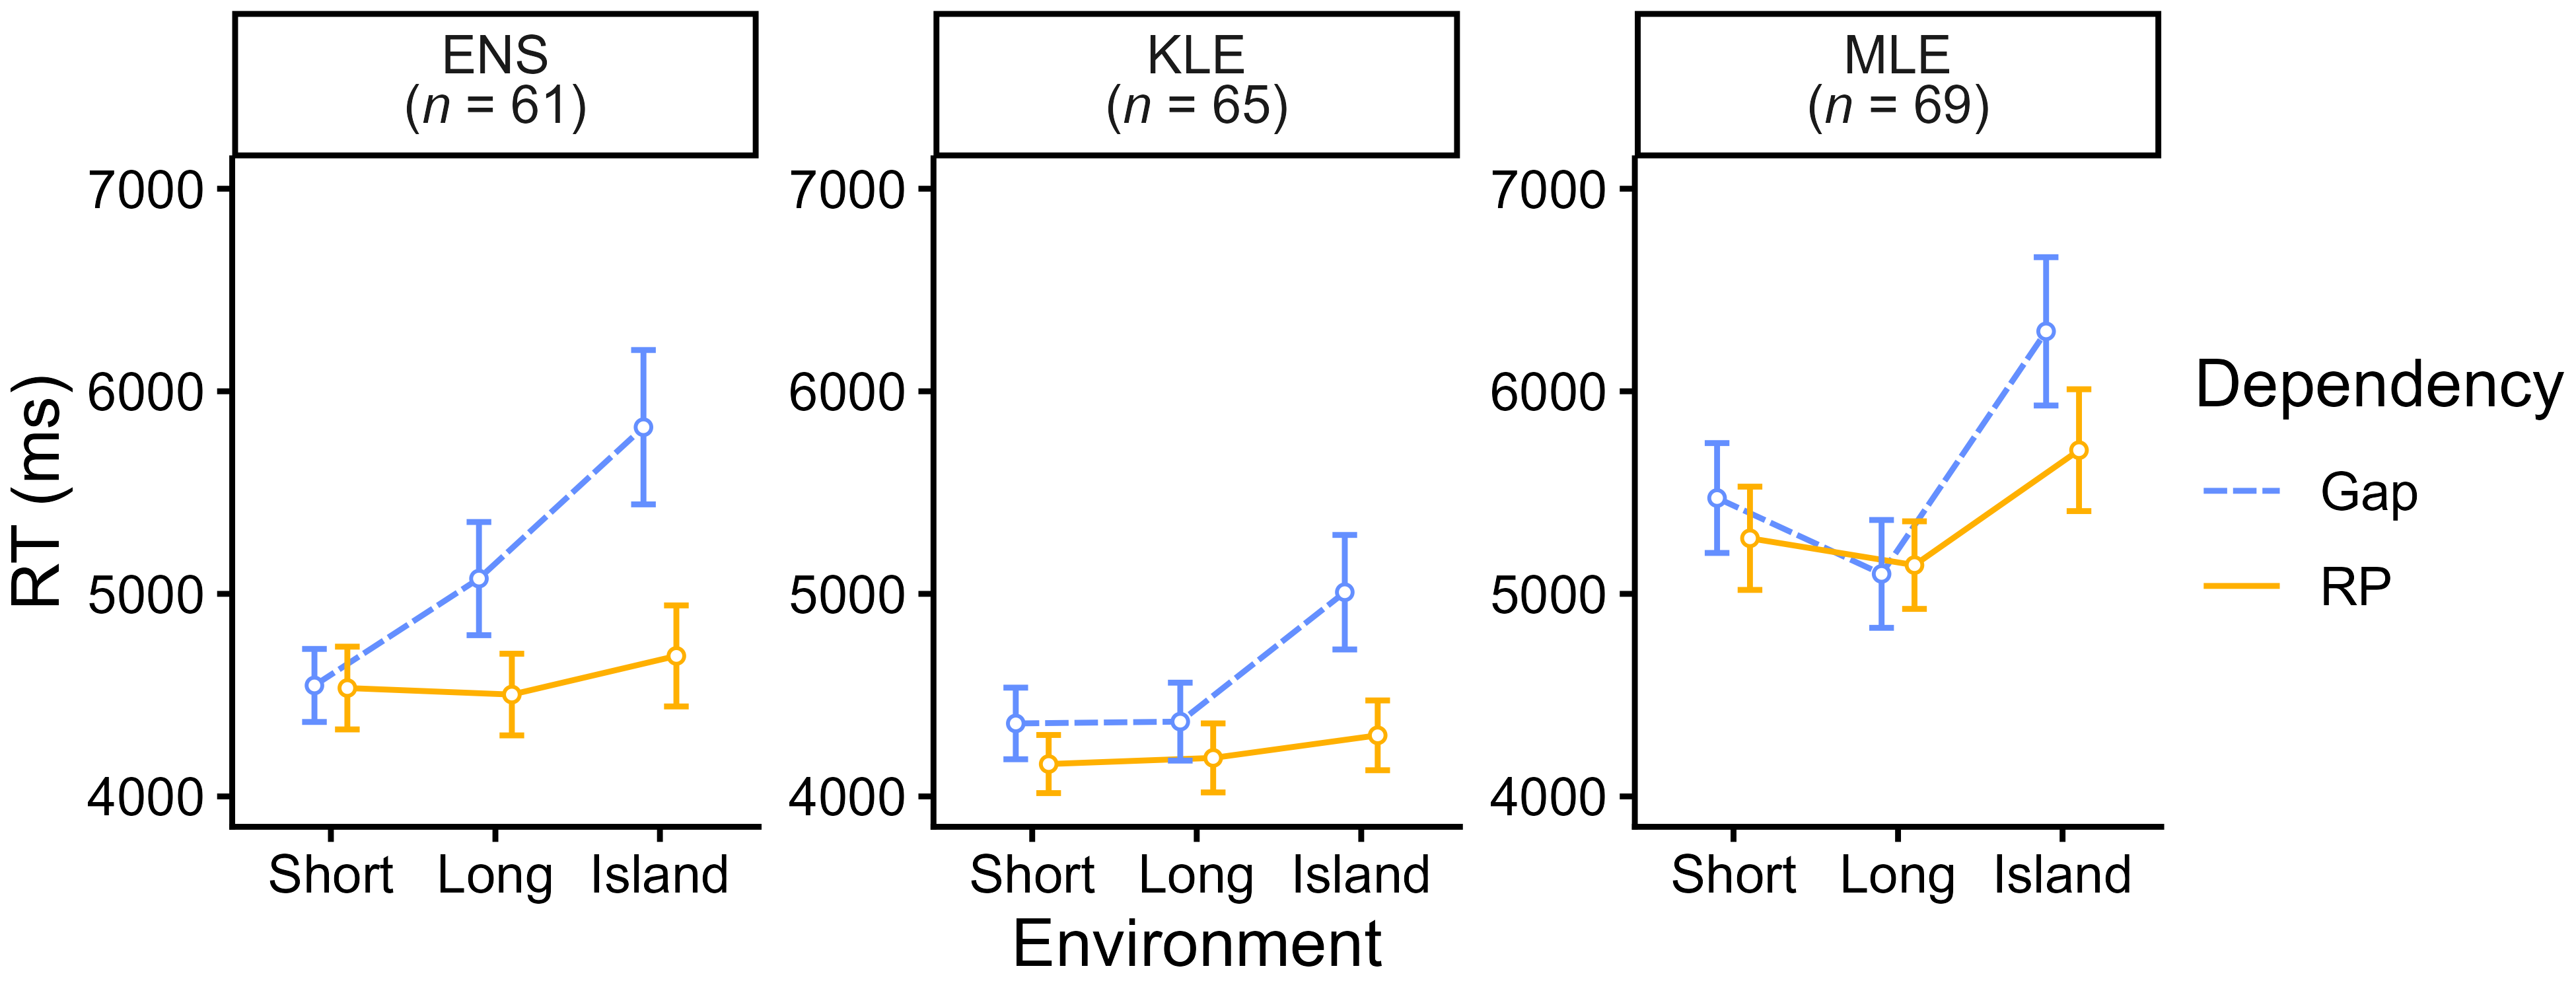 ENS
(n = 61)
KLE
(n = 65)
MLE
(n = 69)
RT (ms)
7000
6000
5000
4000
7000
6000
5000
4000
7000
6000
5000
4000
Short Long Island
Short Long Island
Short Long Island
Environment
Dependency
Gap
RP